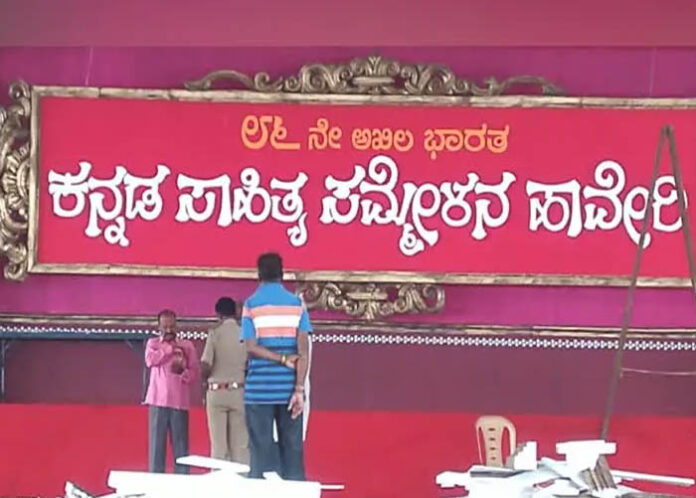 ೮೬ ನೇ ಅಖಿಲ ಭಾರತ
ಕನ್ನಡ ಸಾಹಿತ್ಯ ಸಮ್ಮೇಳನ ಹಾವೇರಿ